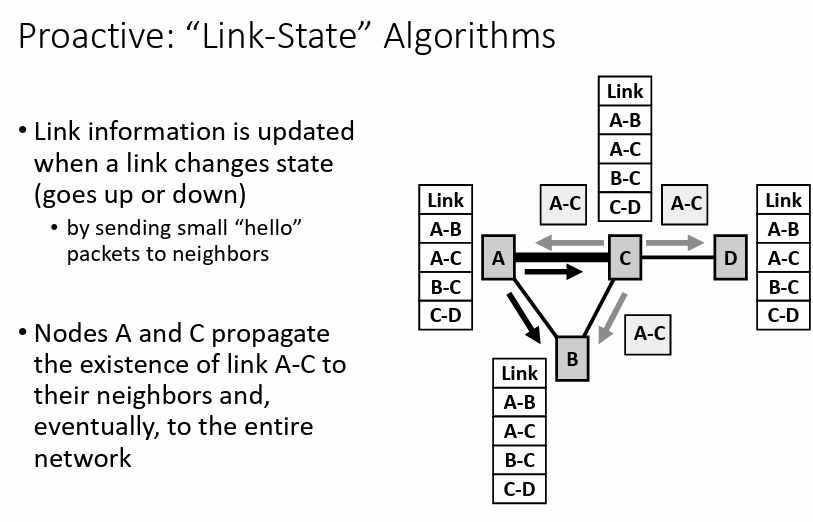 Proactive: “Link-State” Algorithms
• Link information is updated
when a link changes state
(goes up or down)
• by sending small “hello”
packets to neighbors
• Nodes A and C propagate
the existence of link A-C to
their neighbors and,
eventually, to the entire
network
Link
A-B
A-C
B-C
C-D
Link
A-B
A-C
B-C
C-D
A-C
A-C
Link
A-B
A-C
B-C
C-D
A
C
D
A-C
B
Link
A-B
A-C
B-C
C-D